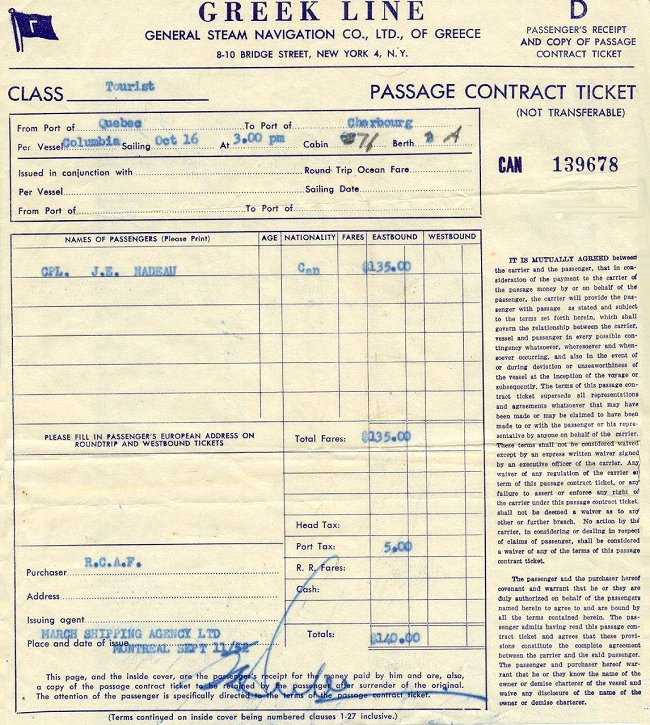 GREEK LINE
GENERAL STEAM NAVIGATION CO., LTD., OF GREECE
8-10 BRIDGE STREET, NEW YORK 4, N. Y.
D
PASSENGER'S RECEIPT
AND COPY OF PASSAGE
CONTRACT TICKET
CLASS Tourist
PASSAGE CONTRACT TICKET
(NOT TRANSFERABLE)
CAN 139678
From Port of Quebec To Port of Cherbourg
Per Vessel Columbia Sailing Oct 16 At 3.00 pm Cabin 876 Berth A
Issued in conjunction with Round Trip Ocean Fare
Per Vessel Sailing Date
From Port of To Port of
NAMES OF PASSENGERS (Please Print) AGE NATIONALITY FARES EASTBOUND WESTBOUND
CPL. J.E. NADEAU Can $135.00
PLEASE FILL IN PASSENGER'S EUROPEAN ADDRESS ON
ROUNDTRIP AND WESTBOUND TICKETS
Total Fares: $135.00
Head Tax:
Port Tax: 5.00
R. R. Fares:
Cash:
Totals: $140.00
Purchaser R.C.A.F.
Address
Issuing agent
MARCH SHIPPING AGENCY LTD
Place and date of issue
MONTREAL SEPT 11/52
This page, and the inside cover, are the passenger's receipt for the fare paid by him and are, also,
a copy of the passage contract ticket to be retained by the passenger after surrender of the original.
The attention of the passenger is specifically directed to the terms of the passage contract ticket.
(Terms continued on inside cover being numbered clauses 1-27 inclusive.)
IT IS MUTUALLY AGREED between
the carrier and the passenger, that in con-
sideration of the payment to the carrier of
the passage money by or on behalf of the
passenger, the carrier will provide the pas-
senger with passage as stated and subject
to the terms set forth herein, which shall
govern the relationship between the carrier,
vessel and passenger in every possible con-
tingency whatsoever, wheresoever and when-
soever occurring, and also in the event of
or during deviation or unseaworthiness of
the vessel at the inception of the voyage or
subsequently. The terms of this passage con-
tract ticket supersede all representations
and agreements whatsoever that may have
been made or may be claimed to have been
made to or with the passenger or his repre-
sentative by anyone on behalf of the carrier.
These terms shall not be considered waived
except by an express written waiver signed
by an executive officer of the carrier. Any
waiver of any regulation of the carrier or
term of this passage contract ticket, or any
failure to assert or enforce any right of
the carrier under this passage contract ticket,
shall not be deemed a waiver as to any
other or further breach. No action by the
carrier, in considering or dealing in respect
of claims of passenger, shall be considered
a waiver of any of the terms of this passage
contract ticket.
The passenger and the purchaser hereof
covenant and warrant that he or they are
duly authorized on behalf of the passengers
named herein to agree to and are bound by
all the terms contained herein. The pas-
senger admits having read this passage con-
tract ticket and agrees that these provi-
sions constitute the complete agreement
between the carrier and the said passenger.
The passenger and purchaser hereof war-
rant that he or they know the name of the
owner or demise charterer of the vessel and
waive any disclosure of the name of the
owner or demise charterer.